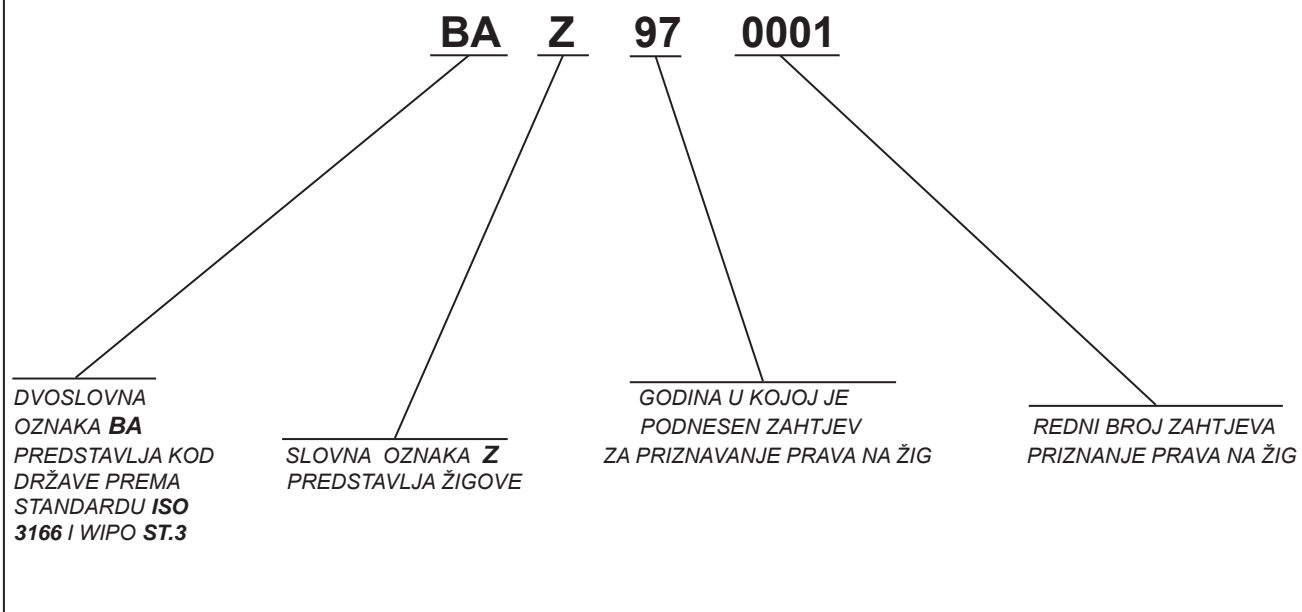 BA Z 97 0001
DVOSLOVNA
OZNAKA BA
PREDSTAVLJA KOD
DRŽAVE PREMA
STANDARDU ISO
3166 I WIPO ST.3
SLOVNA OZNAKA Z
PREDSTAVLJA ŽIGOVE
GODINA U KOJOJ JE
PODNESEN ZAHTJEV
ZA PRIZNAVANJE PRAVA NA ŽIG
REDNI BROJ ZAHTJEVA
PRIZNANJE PRAVA NA ŽIG